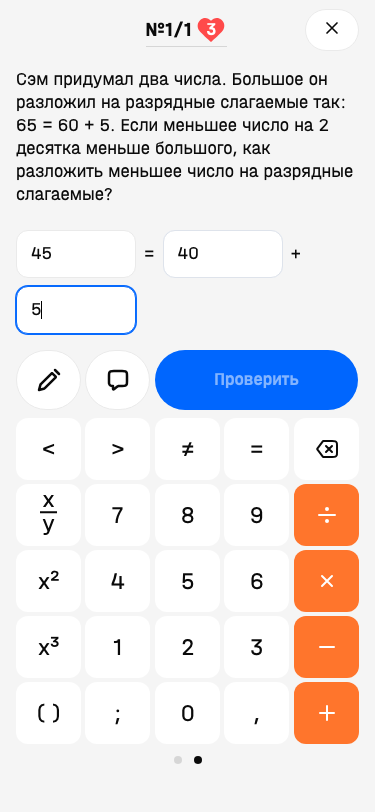 №1/1 3
Сэм придумал два числа. Большое он
разложил на разрядные слагаемые так:
65 = 60 + 5. Если меньшее число на 2
десятка меньше большого, как
разложить меньшее число на разрядные
слагаемые?
45 = 40 +
5
Проверить
< > ≠ =
x/y 7 8 9 ÷
x² 4 5 6 ×
x³ 1 2 3 −
( ) ; 0 , +